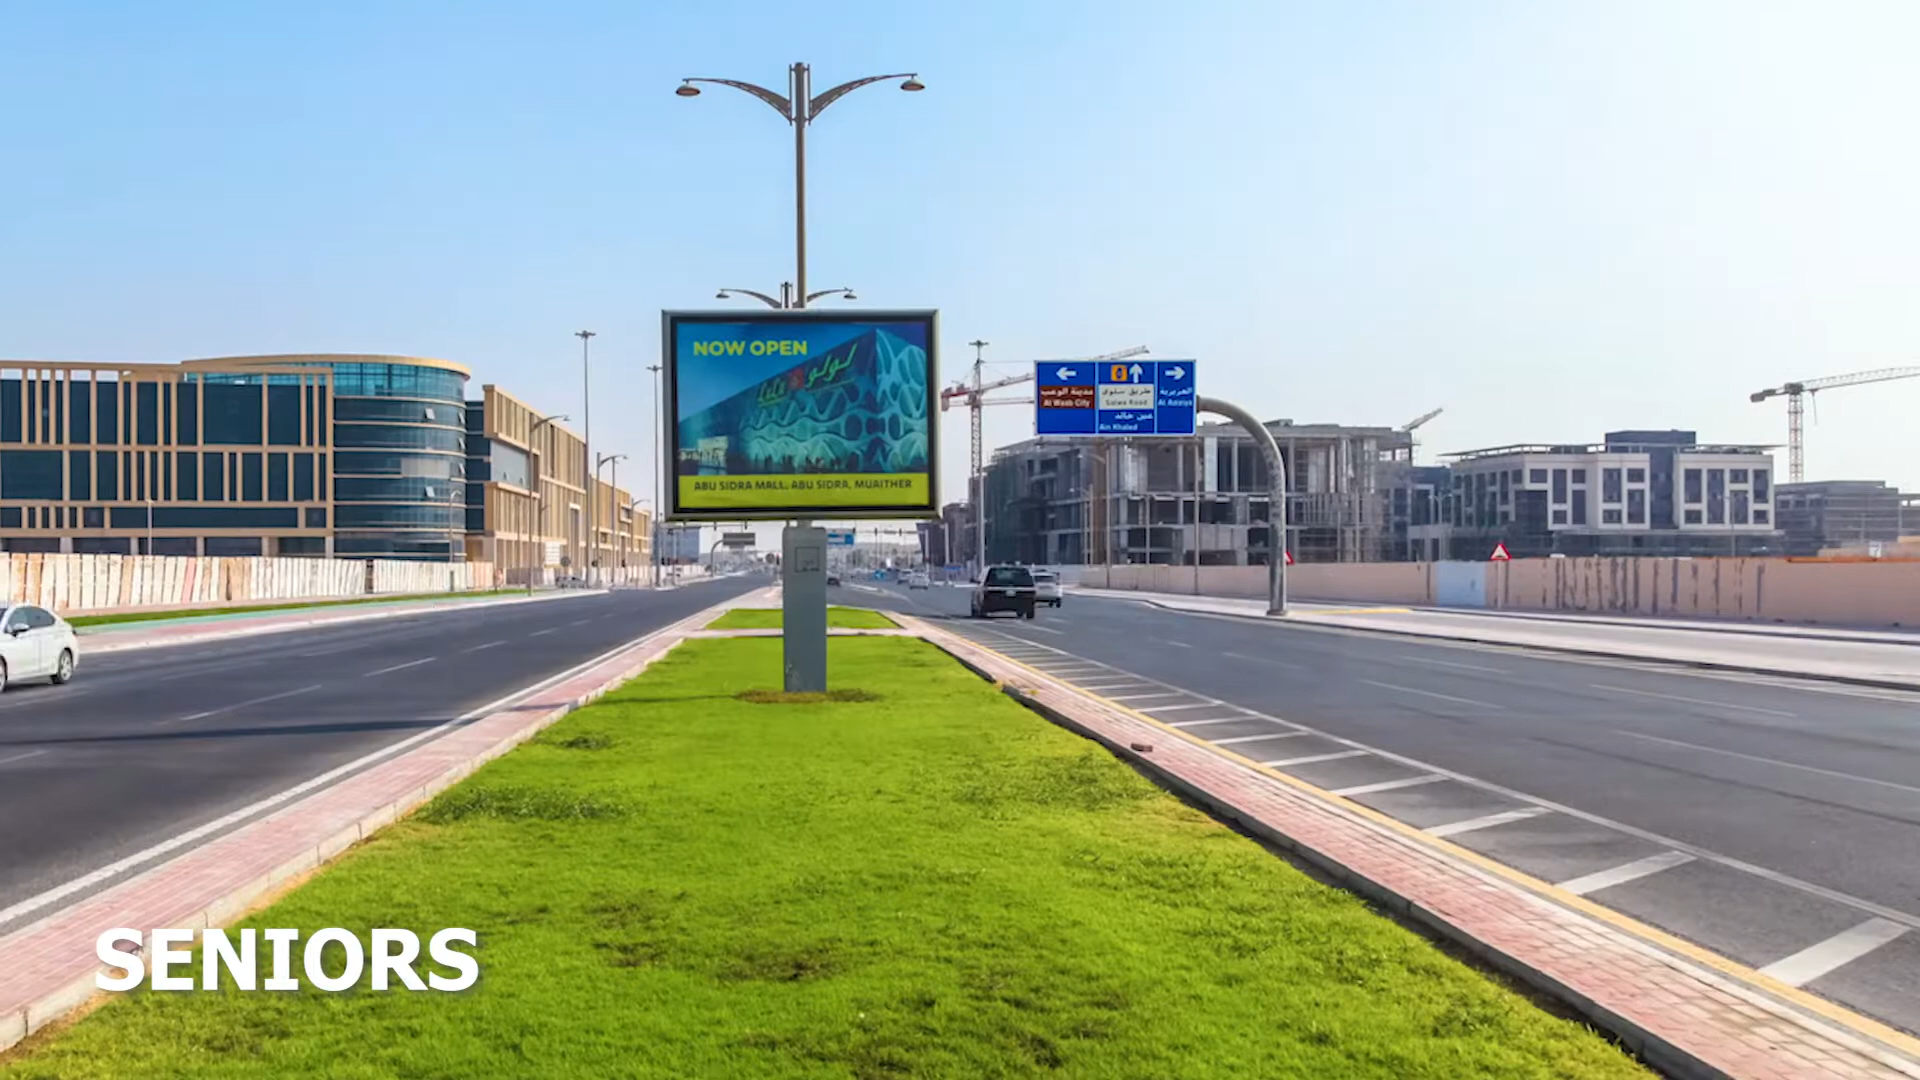 NOW OPEN
لولو
LuLu
ABU SIDRA MALL, ABU SIDRA, MUAITHER
مدينة الوعب
Al Waab City
طريق سلوى
Salwa Road
عين خالد
Ain Khaled
العزيزية
Al Aziziya
SENIORS